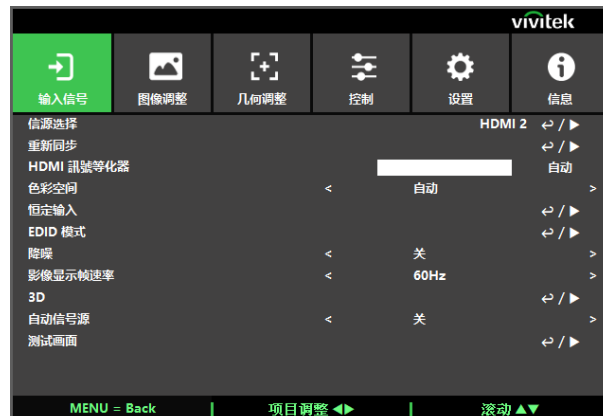 vivitek
输入信号 图像调整 几何调整 控制 设置 信息
信源选择 HDMI 2 ↩ / ▶
重新同步 ↩ / ▶
HDMI 訊號等化器 自动
色彩空间 < 自动 >
恒定输入 ↩ / ▶
EDID 模式 ↩ / ▶
降噪 < 关 >
影像显示帧速率 < 60Hz >
3D ↩ / ▶
自动信号源 < 关 >
测试画面 ↩ / ▶
MENU = Back 项目调整 ◀▶ 滚动 ▲▼